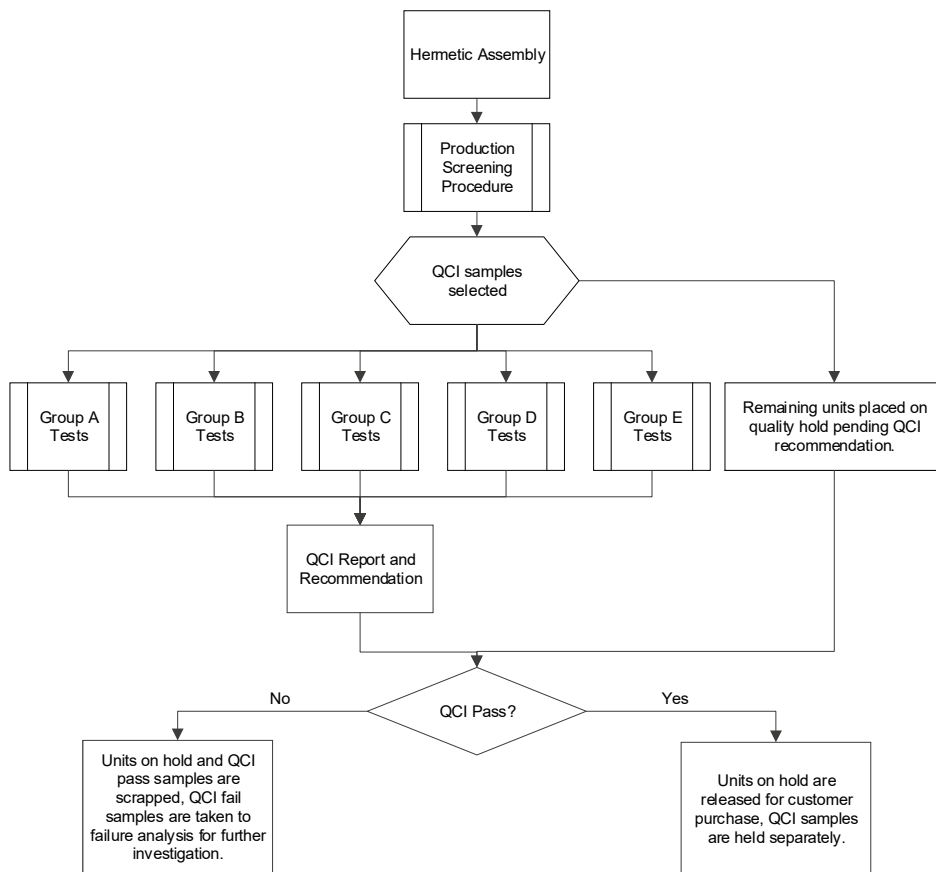 Hermetic Assembly
Production
Screening
Procedure
QCI samples
selected
Group A
Tests
Group B
Tests
Group C
Tests
Group D
Tests
Group E
Tests
Remaining units placed on
quality hold pending QCI
recommendation.
QCI Report and
Recommendation
QCI Pass?
No
Yes
Units on hold and QCI
pass samples are
scrapped, QCI fail
samples are taken to
failure analysis for further
investigation.
Units on hold are
released for customer
purchase, QCI samples
are held separately.